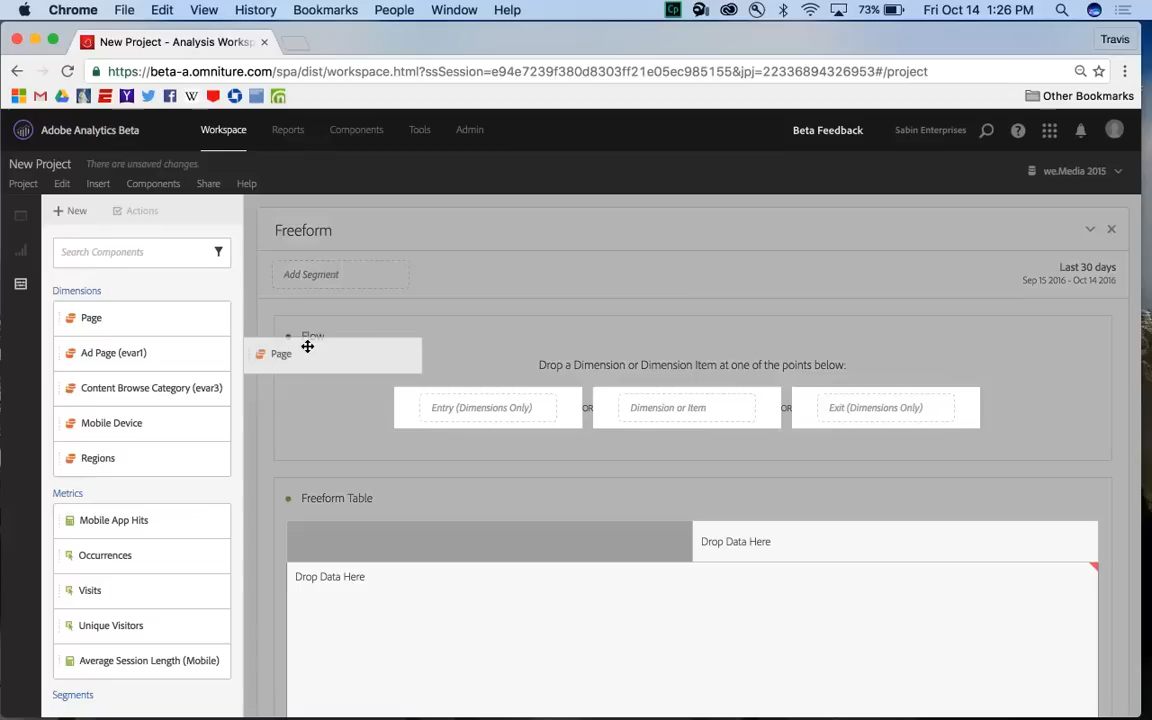 Chrome File Edit View History Bookmarks People Window Help 73% Fri Oct 14 1:26 PM
New Project - Analysis Worksp Travis
https://beta-a.omniture.com/spa/dist/workspace.html?ssSession=e94e7239f380d8303ff21e05ec985155&jpj=22336894326953#/project
Other Bookmarks
Adobe Analytics Beta Workspace Reports Components Tools Admin Beta Feedback Sabin Enterprises
New Project There are unsaved changes.
Project Edit Insert Components Share Help we.Media 2015
+ New Actions
Freeform
Search Components
Add Segment
Last 30 days
Sep 15 2016 - Oct 14 2016
Dimensions
Page
Flow
Ad Page (evar1)
Page
Drop a Dimension or Dimension Item at one of the points below:
Content Browse Category (evar3)
Entry (Dimensions Only) OR Dimension or Item OR Exit (Dimensions Only)
Mobile Device
Regions
Metrics
Freeform Table
Mobile App Hits
Drop Data Here
Occurrences
Drop Data Here
Visits
Unique Visitors
Average Session Length (Mobile)
Segments